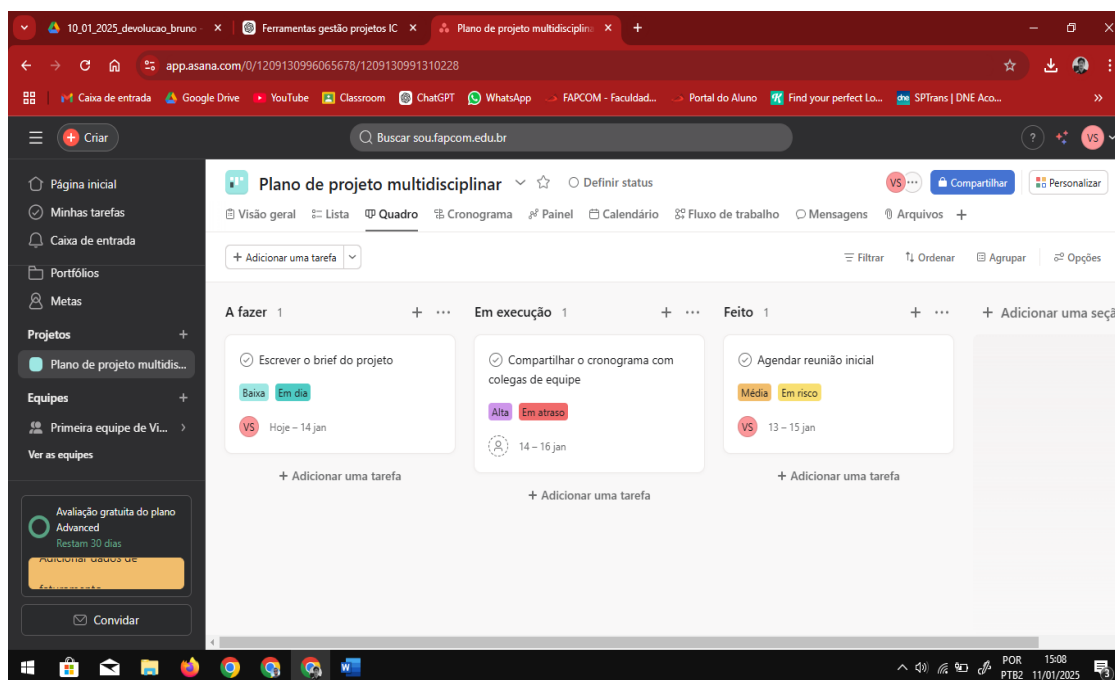 10_01_2025_devolucao_bruno -
Ferramentas gestão projetos IC
Plano de projeto multidisciplina
app.asana.com/0/1209130996065678/1209130991310228
Caixa de entrada
Google Drive
YouTube
Classroom
ChatGPT
WhatsApp
FAPCOM - Faculdad...
Portal do Aluno
Find your perfect Lo...
dne
SPTrans | DNE Aco...
»
Criar
Buscar sou.fapcom.edu.br
?
VS
Página inicial
Minhas tarefas
Caixa de entrada
Portfólios
Metas
Projetos +
Plano de projeto multidis...
Equipes +
Primeira equipe de Vi... >
Ver as equipes
Avaliação gratuita do plano
Advanced
Restam 30 dias
Adicionar dados de
faturamento
Convidar
Plano de projeto multidisciplinar
Definir status
VS
Compartilhar
Personalizar
Visão geral
Lista
Quadro
Cronograma
Painel
Calendário
Fluxo de trabalho
Mensagens
Arquivos
+
+ Adicionar uma tarefa
Filtrar
Ordenar
Agrupar
Opções
A fazer 1 + ...
Escrever o brief do projeto
Baixa Em dia
VS Hoje – 14 jan
+ Adicionar uma tarefa
Em execução 1 + ...
Compartilhar o cronograma com
colegas de equipe
Alta Em atraso
14 – 16 jan
+ Adicionar uma tarefa
Feito 1 + ...
Agendar reunião inicial
Média Em risco
VS 13 – 15 jan
+ Adicionar uma tarefa
+ Adicionar uma seçã
POR
PTB2
15:08
11/01/2025
3